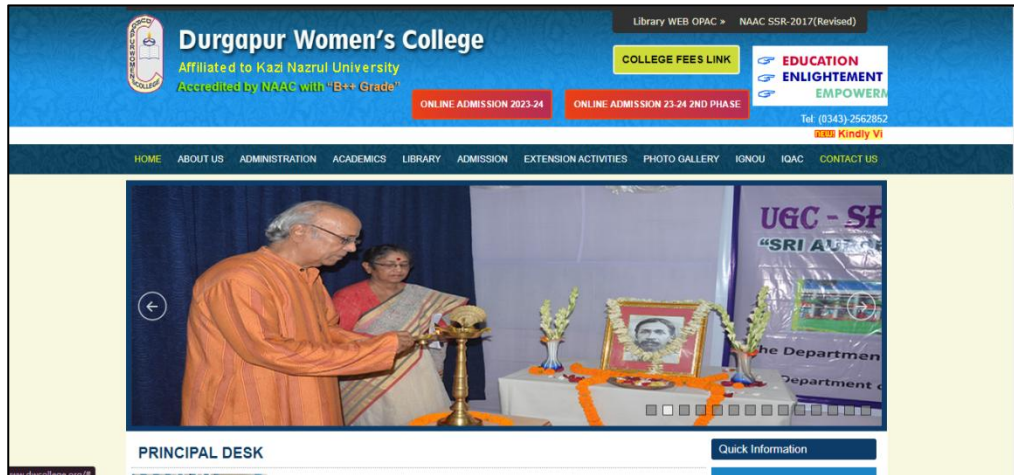 Library WEB OPAC » NAAC SSR-2017(Revised)
Durgapur Women's College
Affiliated to Kazi Nazrul University
Accredited by NAAC with "B++ Grade"
COLLEGE FEES LINK
EDUCATION
ENLIGHTEMENT
EMPOWERM
ONLINE ADMISSION 2023-24
ONLINE ADMISSION 23-24 2ND PHASE
Tel: (0343)-2562852
NEW! Kindly Vi
HOME ABOUT US ADMINISTRATION ACADEMICS LIBRARY ADMISSION EXTENSION ACTIVITIES PHOTO GALLERY IGNOU IQAC CONTACT US
UGC - SP
"SRI AU
he Departmen
Department
PRINCIPAL DESK
Quick Information